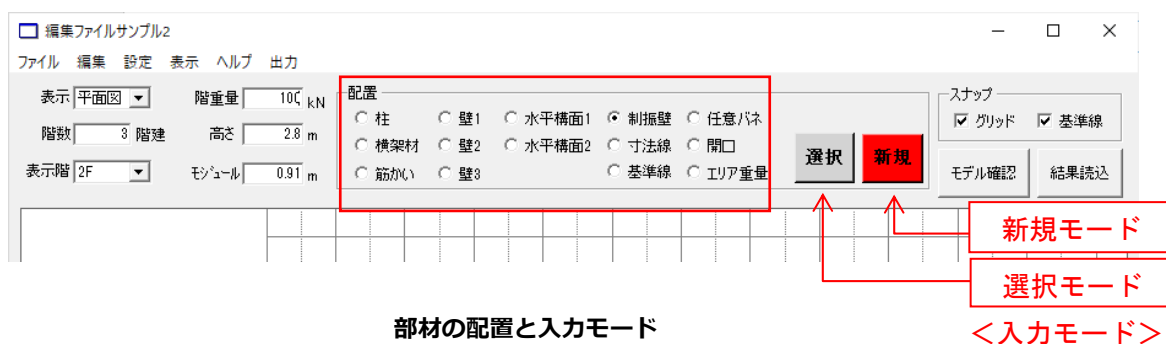 編集ファイルサンプル2
ファイル 編集 設定 表示 ヘルプ 出力
表示 平面図 階重量 100 kN 配置 スナップ
柱 壁1 水平構面1 制振壁 任意バネ グリッド 基準線
階数 3 階建 高さ 2.8 m
横架材 壁2 水平構面2 寸法線 開口 選択 新規
表示階 2F モジュール 0.91 m 筋かい 壁3 基準線 エリア重量 モデル確認 結果読込
新規モード
選択モード
部材の配置と入力モード
＜入力モード＞